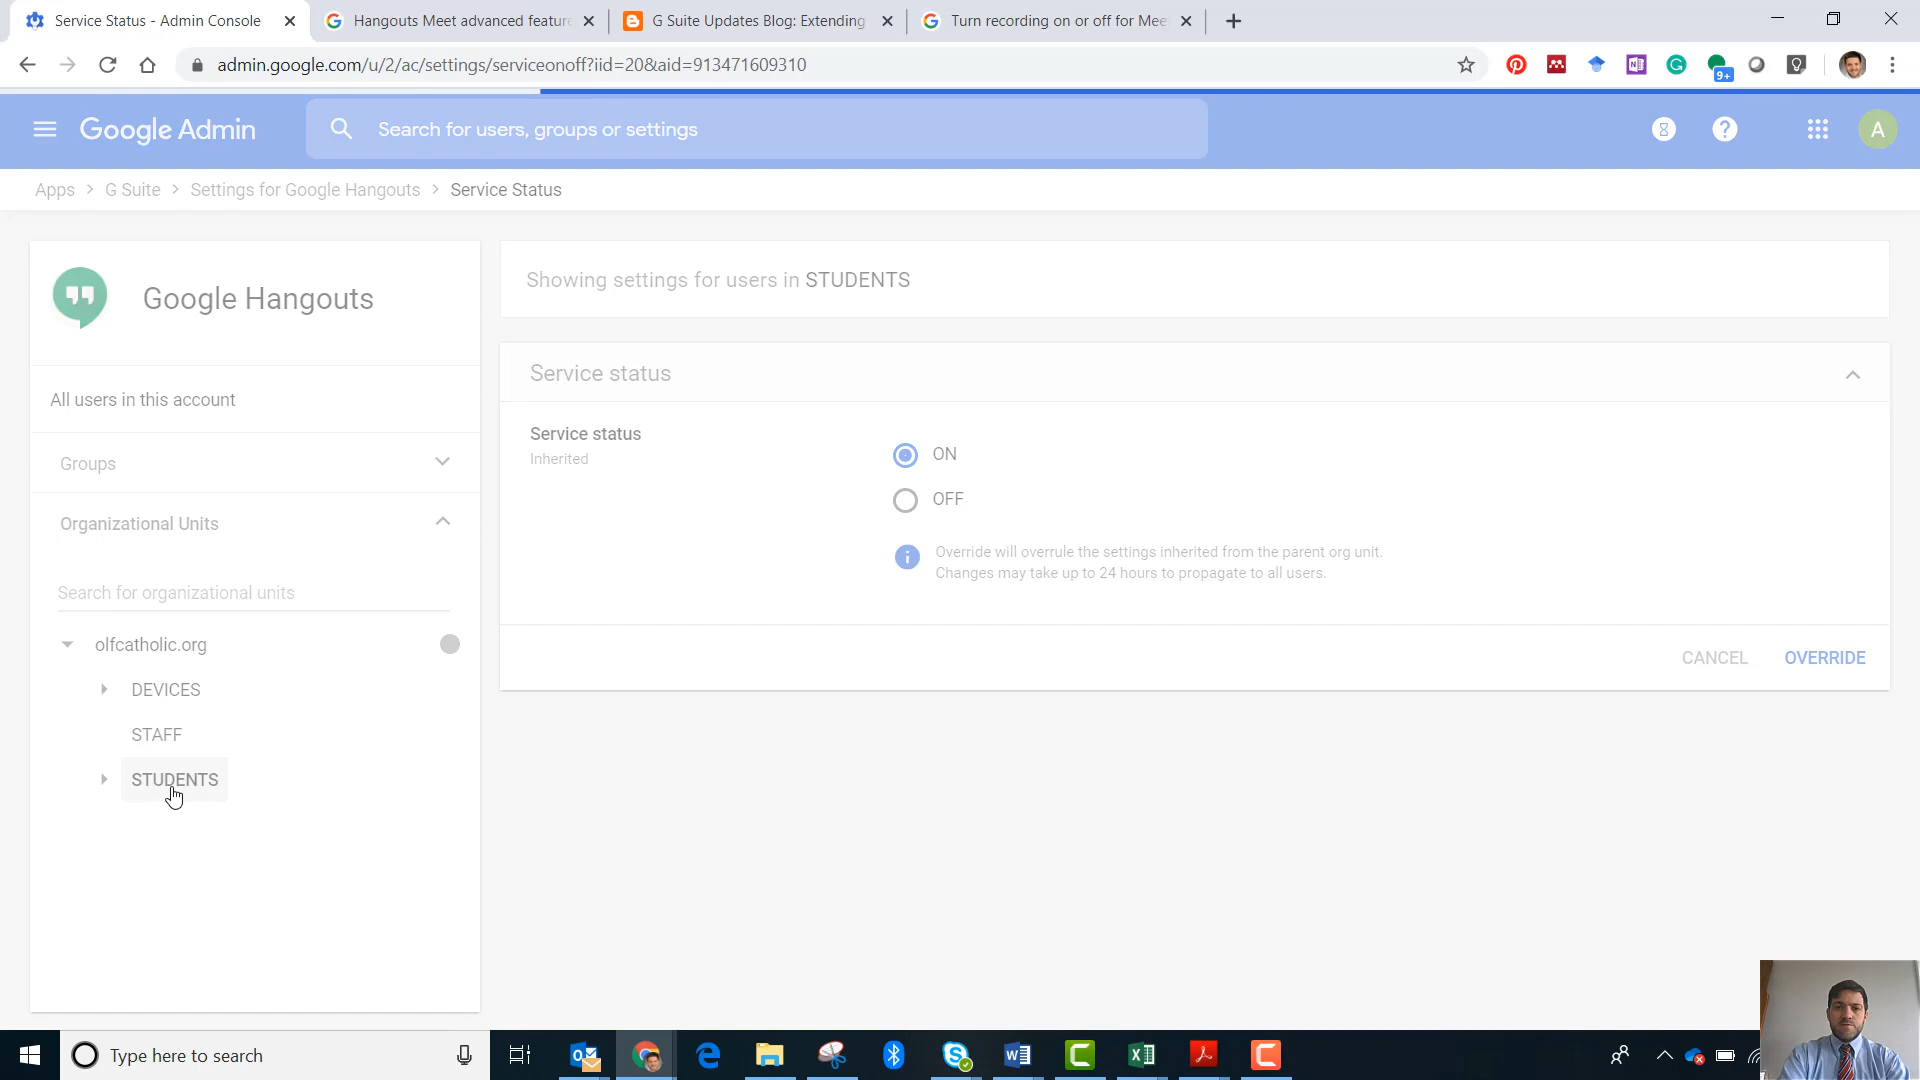 Service Status - Admin Console
Hangouts Meet advanced feature
G Suite Updates Blog: Extending
Turn recording on or off for Mee
admin.google.com/u/2/ac/settings/serviceonoff?iid=20&aid=913471609310
9+
Google Admin
Search for users, groups or settings
A
Apps > G Suite > Settings for Google Hangouts > Service Status
Google Hangouts
All users in this account
Groups
Organizational Units
Search for organizational units
olfcatholic.org
DEVICES
STAFF
STUDENTS
Showing settings for users in STUDENTS
Service status
Service status
Inherited
ON
OFF
Override will overrule the settings inherited from the parent org unit.
Changes may take up to 24 hours to propagate to all users.
CANCEL
OVERRIDE
Type here to search